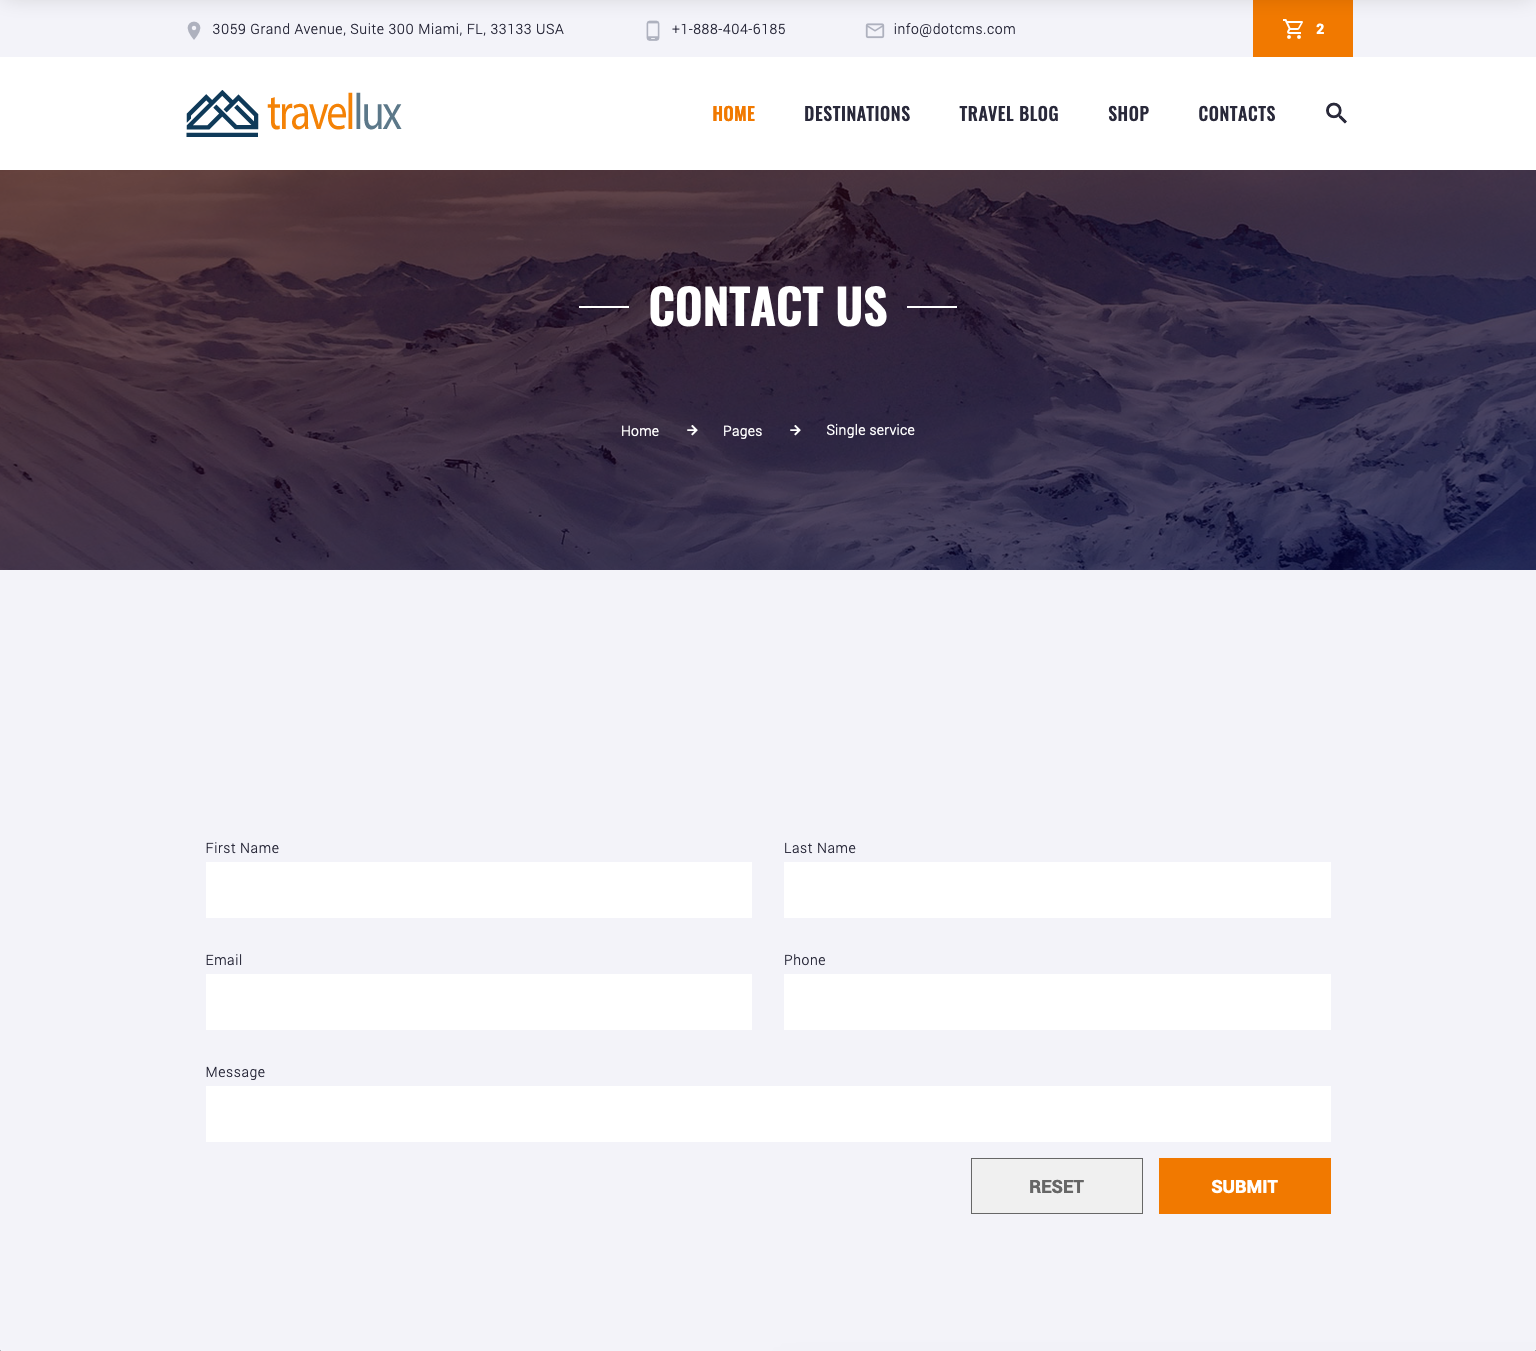 3059 Grand Avenue, Suite 300 Miami, FL, 33133 USA
+1-888-404-6185
info@dotcms.com
2
travellux
HOME
DESTINATIONS
TRAVEL BLOG
SHOP
CONTACTS
CONTACT US
Home
Pages
Single service
First Name
Last Name
Email
Phone
Message
RESET
SUBMIT